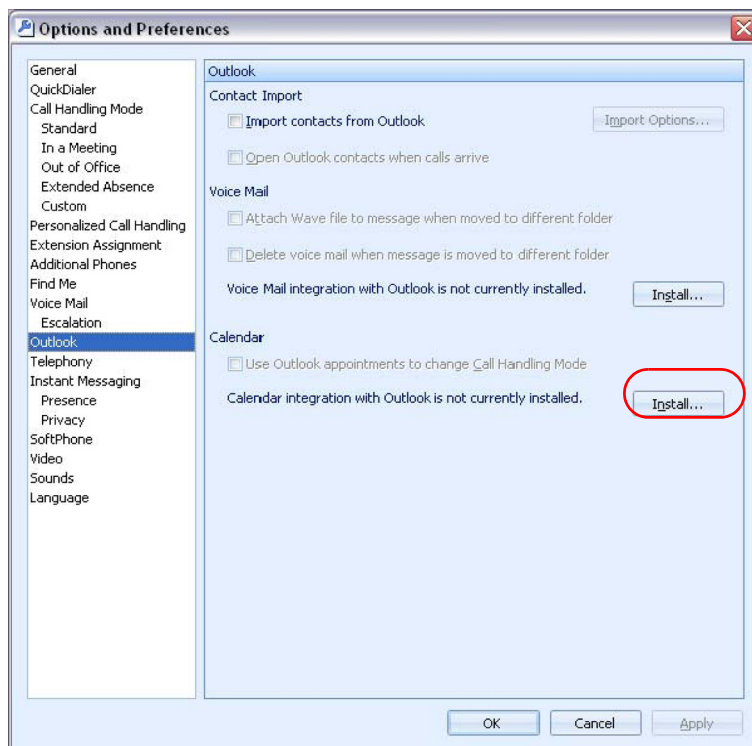 Options and Preferences
General
QuickDialer
Call Handling Mode
Standard
In a Meeting
Out of Office
Extended Absence
Custom
Personalized Call Handling
Extension Assignment
Additional Phones
Find Me
Voice Mail
Escalation
Outlook
Telephony
Instant Messaging
Presence
Privacy
SoftPhone
Video
Sounds
Language
Outlook
Contact Import
Import contacts from Outlook
Import Options...
Open Outlook contacts when calls arrive
Voice Mail
Attach Wave file to message when moved to different folder
Delete voice mail when message is moved to different folder
Voice Mail integration with Outlook is not currently installed.
Install...
Calendar
Use Outlook appointments to change Call Handling Mode
Calendar integration with Outlook is not currently installed.
Install...
OK
Cancel
Apply